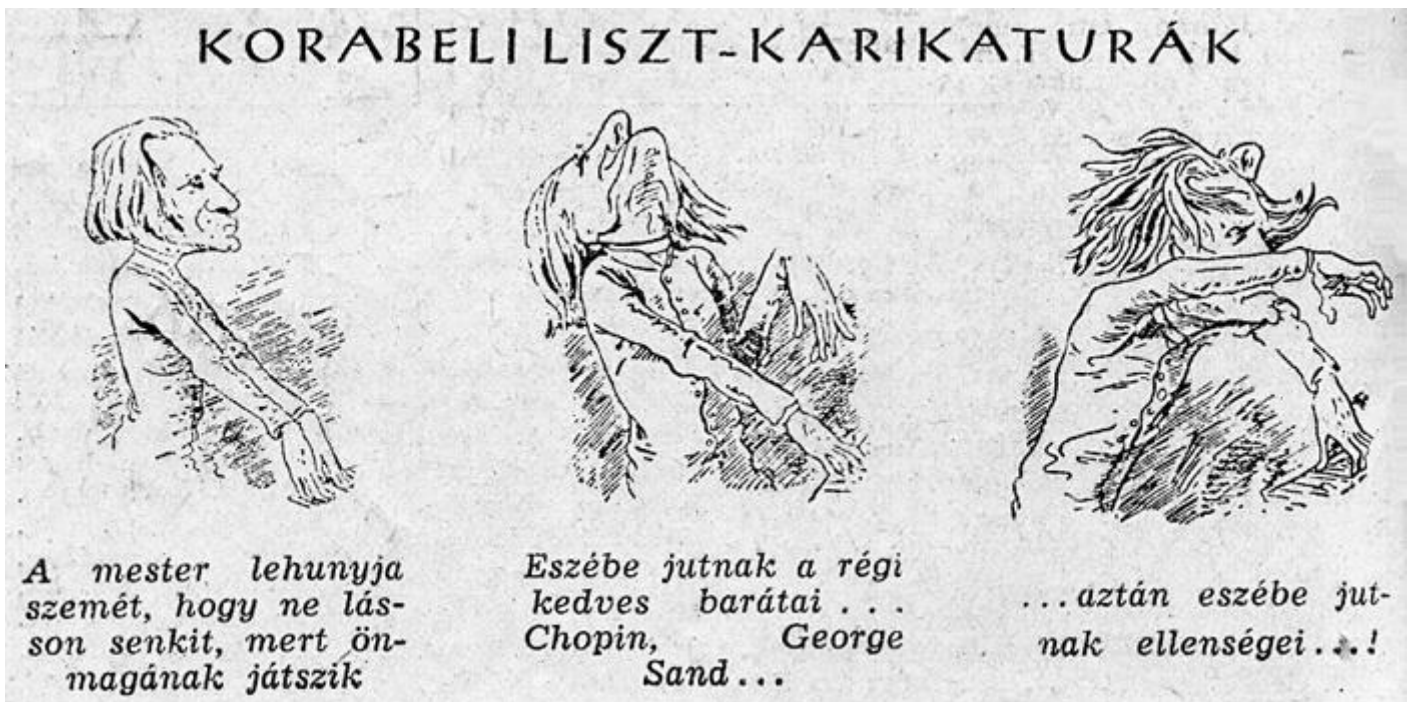 KORABELI LISZT-KARIKATURÁK
A mester lehunyja
szemét, hogy ne lás-
son senkit, mert ön-
magának játszik
Eszébe jutnak a régi
kedves barátai . . .
Chopin, George
Sand . . .
. . . aztán eszébe jut-
nak ellenségei . . . !